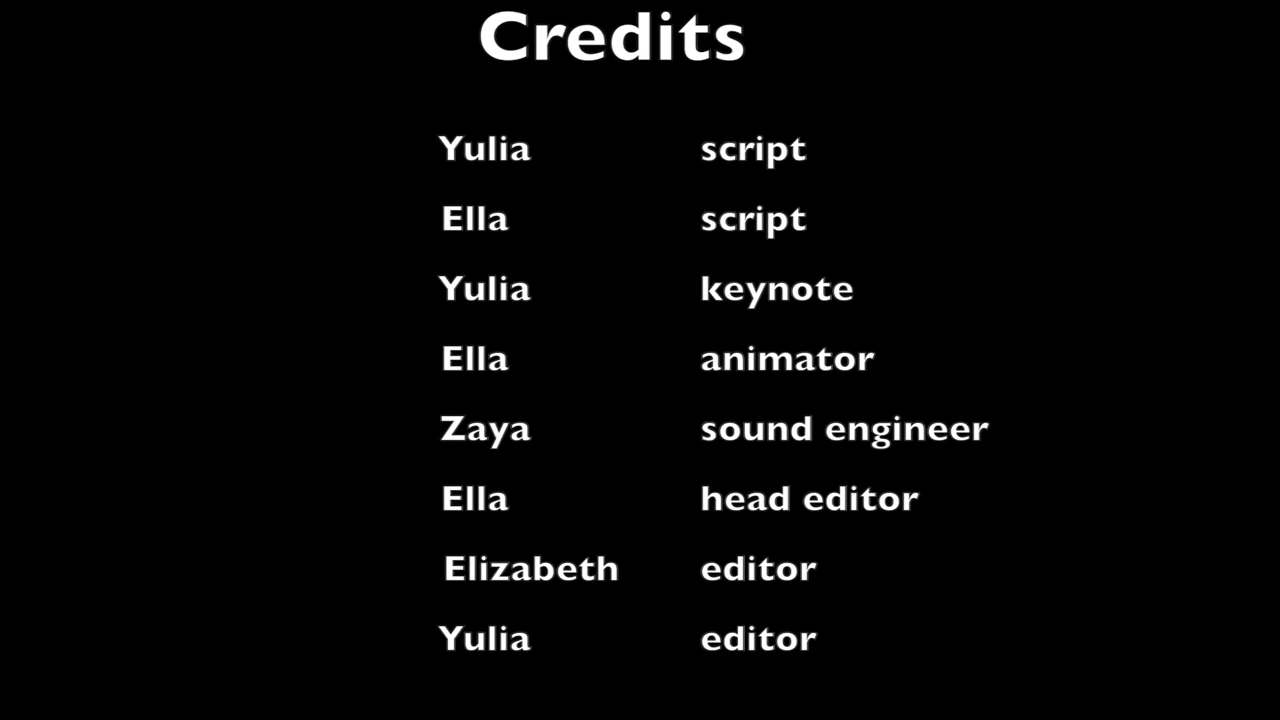 Credits
Yulia script
Ella script
Yulia keynote
Ella animator
Zaya sound engineer
Ella head editor
Elizabeth editor
Yulia editor